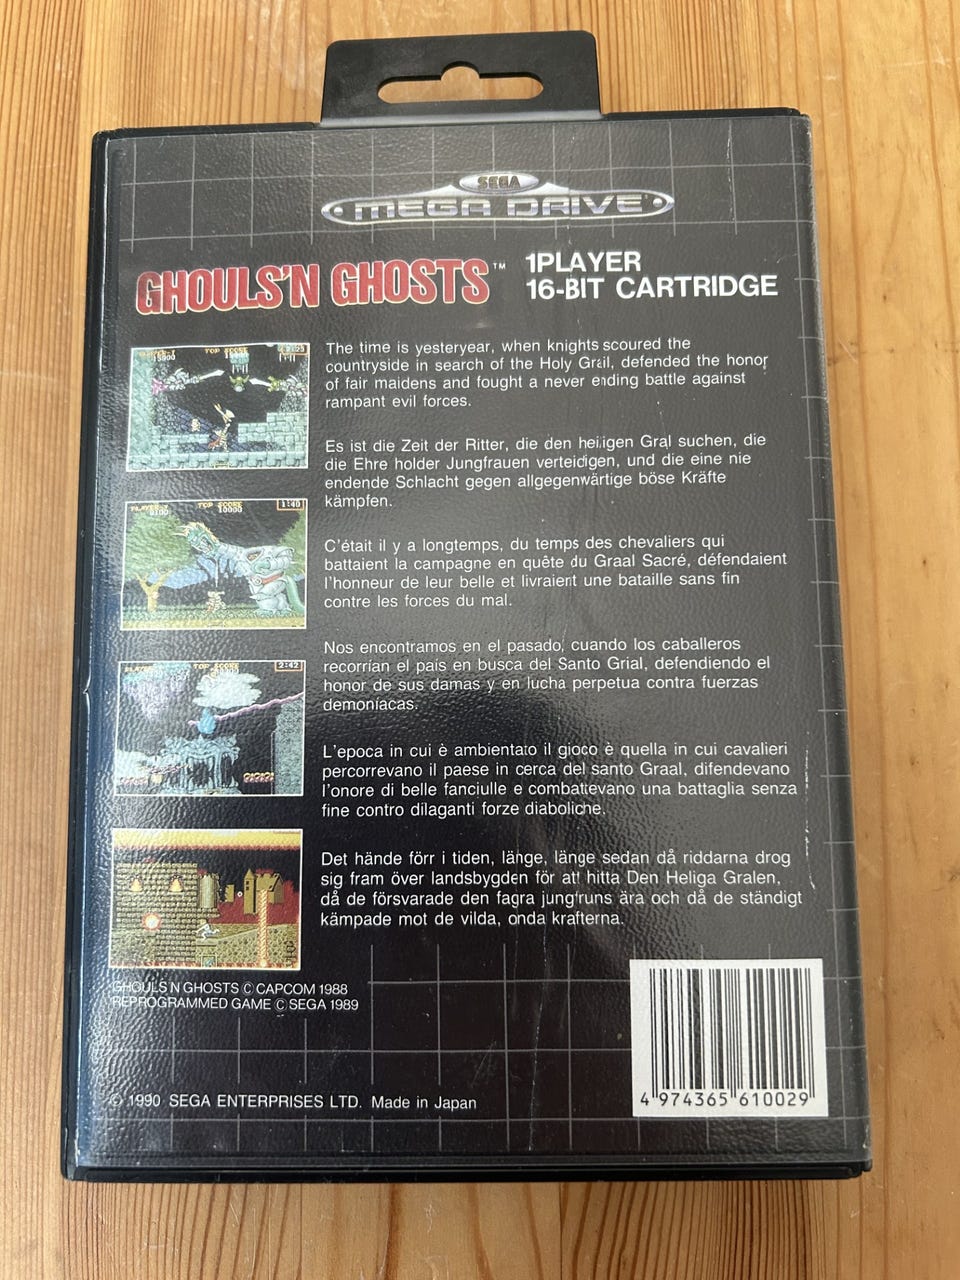 SEGA
MEGA DRIVE
GHOULS'N GHOSTS™
1PLAYER
16-BIT CARTRIDGE
The time is yesteryear, when knights scoured the
countryside in search of the Holy Grail, defended the honor
of fair maidens and fought a never ending battle against
rampant evil forces.
Es ist die Zeit der Ritter, die den heiligen Gral suchen, die
die Ehre holder Jungfrauen verteidigen, und die eine nie
endende Schlacht gegen allgegenwärtige böse Kräfte
kämpfen.
C'était il y a longtemps, du temps des chevaliers qui
battaient la campagne en quête du Graal Sacré, défendaient
l'honneur de leur belle et livraient une bataille sans fin
contre les forces du mal.
Nos encontramos en el pasado, cuando los caballeros
recorrían el país en busca del Santo Grial, defendiendo el
honor de sus damas y en lucha perpetua contra fuerzas
demoníacas.
L'epoca in cui è ambientato il gioco è quella in cui cavalieri
percorrevano il paese in cerca del santo Graal, difendevano
l'onore di belle fanciulle e combattevano una battaglia senza
fine contro dilaganti forze diaboliche.
Det hände förr i tiden, länge, länge sedan då riddarna drog
sig fram över landsbygden för att hitta Den Heliga Gralen,
då de försvarade den fagra jungfruns ära och då de ständigt
kämpade mot de vilda, onda krafterna.
TOP SCORE
TOP SCORE
10000
1:40
TOP SCORE
2:42
GHOULS'N GHOSTS © CAPCOM 1988
REPROGRAMMED GAME © SEGA 1989
© 1990 SEGA ENTERPRISES LTD. Made in Japan
4 974365 610029